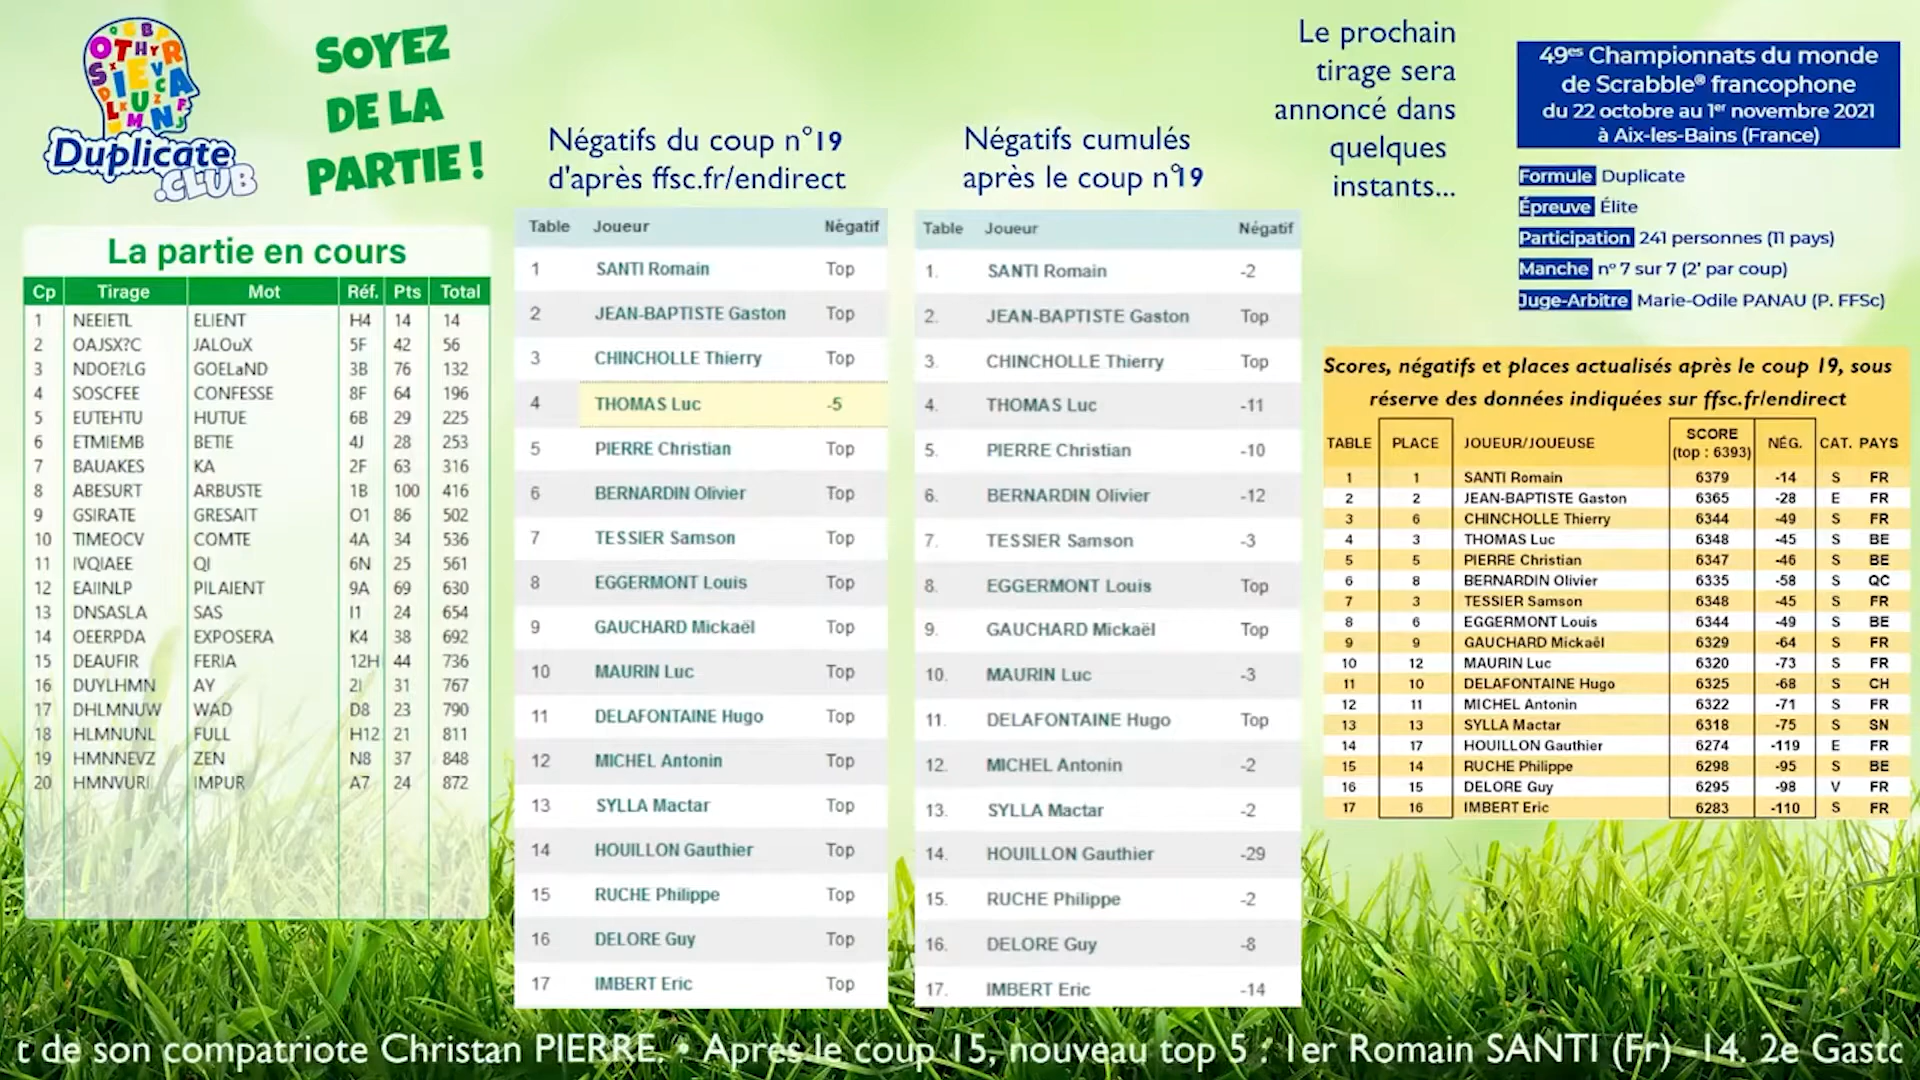 Duplicate
.CLUB
SOYEZ
DE LA
PARTIE !
La partie en cours
Cp Tirage Mot Réf. Pts Total
1 NEEIETL ELIENT H4 14 14
2 OAJSX?C JALOuX 5F 42 56
3 NDOE?LG GOELaND 3B 76 132
4 SOSCFEE CONFESSE 8F 64 196
5 EUTEHTU HUTUE 6B 29 225
6 ETMIEMB BETIE 4J 28 253
7 BAUAKES KA 2F 63 316
8 ABESURT ARBUSTE 1B 100 416
9 GSIRATE GRESAIT O1 86 502
10 TIMEOCV COMTE 4A 34 536
11 IVQIAEE QI 6N 25 561
12 EAIINLP PILAIENT 9A 69 630
13 DNSASLA SAS I1 24 654
14 OEERPDA EXPOSERA K4 38 692
15 DEAUFIR FERIA 12H 44 736
16 DUYLHMN AY 2I 31 767
17 DHLMNUW WAD D8 23 790
18 HLMNUNL FULL H12 21 811
19 HMNNEVZ ZEN N8 37 848
20 HMNVURI IMPUR A7 24 872
Négatifs du coup n°19
d'après ffsc.fr/endirect
Table Joueur Négatif
1 SANTI Romain Top
2 JEAN-BAPTISTE Gaston Top
3 CHINCHOLLE Thierry Top
4 THOMAS Luc -5
5 PIERRE Christian Top
6 BERNARDIN Olivier Top
7 TESSIER Samson Top
8 EGGERMONT Louis Top
9 GAUCHARD Mickaël Top
10 MAURIN Luc Top
11 DELAFONTAINE Hugo Top
12 MICHEL Antonin Top
13 SYLLA Mactar Top
14 HOUILLON Gauthier Top
15 RUCHE Philippe Top
16 DELORE Guy Top
17 IMBERT Eric Top
Négatifs cumulés
après le coup n°19
Table Joueur Négatif
1. SANTI Romain -2
2. JEAN-BAPTISTE Gaston Top
3. CHINCHOLLE Thierry Top
4. THOMAS Luc -11
5. PIERRE Christian -10
6. BERNARDIN Olivier -12
7. TESSIER Samson -3
8. EGGERMONT Louis Top
9. GAUCHARD Mickaël Top
10. MAURIN Luc -3
11. DELAFONTAINE Hugo Top
12. MICHEL Antonin -2
13. SYLLA Mactar -2
14. HOUILLON Gauthier -29
15. RUCHE Philippe -2
16. DELORE Guy -8
17. IMBERT Eric -14
Le prochain
tirage sera
annoncé dans
quelques
instants...
49es Championnats du monde
de Scrabble® francophone
du 22 octobre au 1er novembre 2021
à Aix-les-Bains (France)
Formule Duplicate
Épreuve Élite
Participation 241 personnes (11 pays)
Manche n° 7 sur 7 (2' par coup)
Juge-Arbitre Marie-Odile PANAU (P. FFSc)
Scores, négatifs et places actualisés après le coup 19, sous
réserve des données indiquées sur ffsc.fr/endirect
TABLE PLACE JOUEUR/JOUEUSE SCORE (top : 6393) NÉG. CAT. PAYS
1 1 SANTI Romain 6379 -14 S FR
2 2 JEAN-BAPTISTE Gaston 6365 -28 E FR
3 6 CHINCHOLLE Thierry 6344 -49 S FR
4 3 THOMAS Luc 6348 -45 S BE
5 5 PIERRE Christian 6347 -46 S BE
6 8 BERNARDIN Olivier 6335 -58 S QC
7 3 TESSIER Samson 6348 -45 S FR
8 6 EGGERMONT Louis 6344 -49 S BE
9 9 GAUCHARD Mickaël 6329 -64 S FR
10 12 MAURIN Luc 6320 -73 S FR
11 10 DELAFONTAINE Hugo 6325 -68 S CH
12 11 MICHEL Antonin 6322 -71 S FR
13 13 SYLLA Mactar 6318 -75 S SN
14 17 HOUILLON Gauthier 6274 -119 E FR
15 14 RUCHE Philippe 6298 -95 S BE
16 15 DELORE Guy 6295 -98 V FR
17 16 IMBERT Eric 6283 -110 S FR
t de son compatriote Christan PIERRE. • Après le coup 15, nouveau top 5 : 1er Romain SANTI (Fr) -14. 2e Gasto